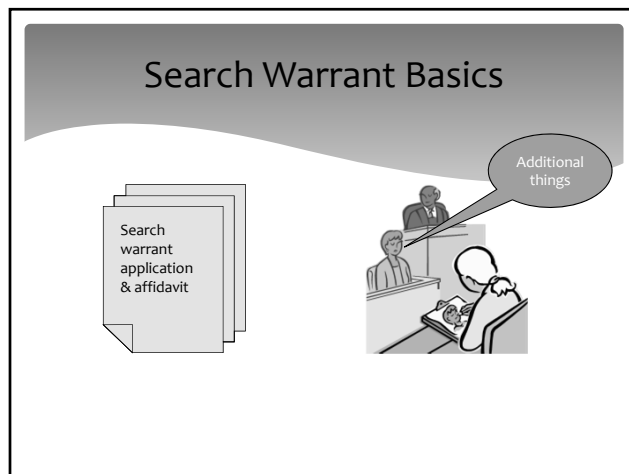 Search Warrant Basics
Additional
things
Search
warrant
application
& affidavit